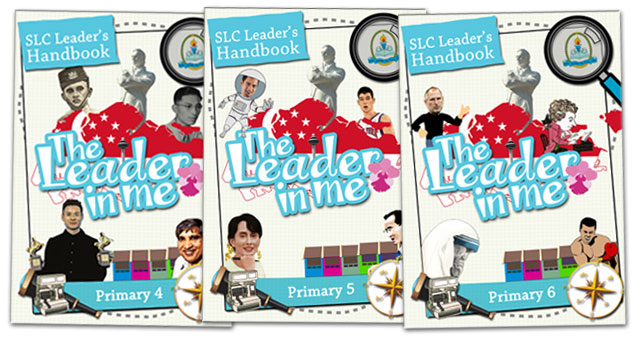 SLC Leader's
Handbook
The
Leader
in me
Primary 4
SLC Leader's
Handbook
The
Leader
in me
Primary 5
SLC Leader's
Handbook
The
Leader
in me
Primary 6